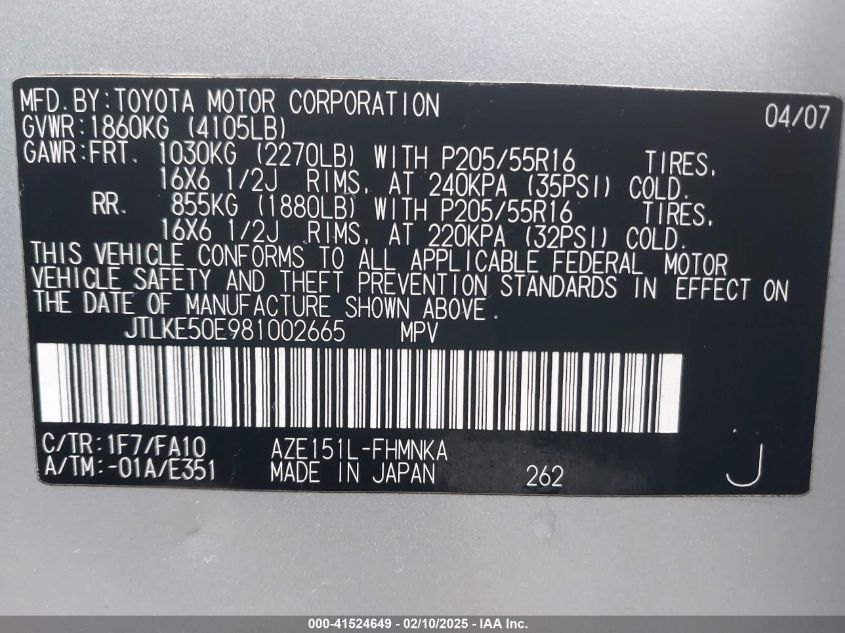 MFD.BY:TOYOTA MOTOR CORPORATION 04/07
GVWR:1860KG (4105LB)
GAWR:FRT. 1030KG (2270LB) WITH P205/55R16 TIRES,
16X6 1/2J RIMS, AT 240KPA (35PSI) COLD.
RR. 855KG (1880LB) WITH P205/55R16 TIRES,
16X6 1/2J RIMS, AT 220KPA (32PSI) COLD.
THIS VEHICLE CONFORMS TO ALL APPLICABLE FEDERAL MOTOR
VEHICLE SAFETY AND THEFT PREVENTION STANDARDS IN EFFECT ON
THE DATE OF MANUFACTURE SHOWN ABOVE.
JTLKE50E981002665 MPV
C/TR:1F7/FA10 AZE151L-FHMNKA
A/TM:-01A/E351 MADE IN JAPAN 262 J
000-41524649 - 02/10/2025 - IAA Inc.